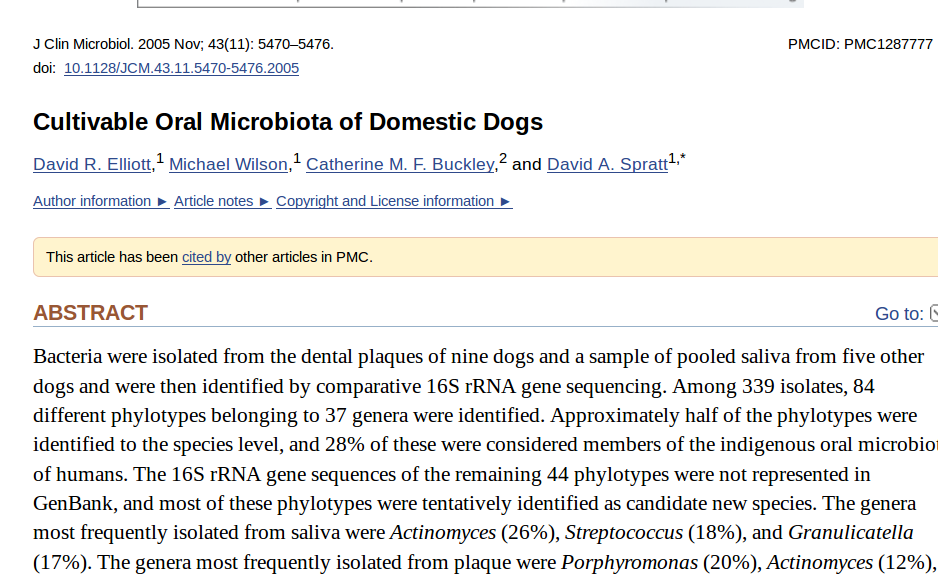 J Clin Microbiol. 2005 Nov; 43(11): 5470–5476. PMCID: PMC1287777
doi: 10.1128/JCM.43.11.5470-5476.2005
Cultivable Oral Microbiota of Domestic Dogs
David R. Elliott,1 Michael Wilson,1 Catherine M. F. Buckley,2 and David A. Spratt1,*
Author information ► Article notes ► Copyright and License information ►
This article has been cited by other articles in PMC.
ABSTRACT Go to:
Bacteria were isolated from the dental plaques of nine dogs and a sample of pooled saliva from five other
dogs and were then identified by comparative 16S rRNA gene sequencing. Among 339 isolates, 84
different phylotypes belonging to 37 genera were identified. Approximately half of the phylotypes were
identified to the species level, and 28% of these were considered members of the indigenous oral microbiot
of humans. The 16S rRNA gene sequences of the remaining 44 phylotypes were not represented in
GenBank, and most of these phylotypes were tentatively identified as candidate new species. The genera
most frequently isolated from saliva were Actinomyces (26%), Streptococcus (18%), and Granulicatella
(17%). The genera most frequently isolated from plaque were Porphyromonas (20%), Actinomyces (12%),